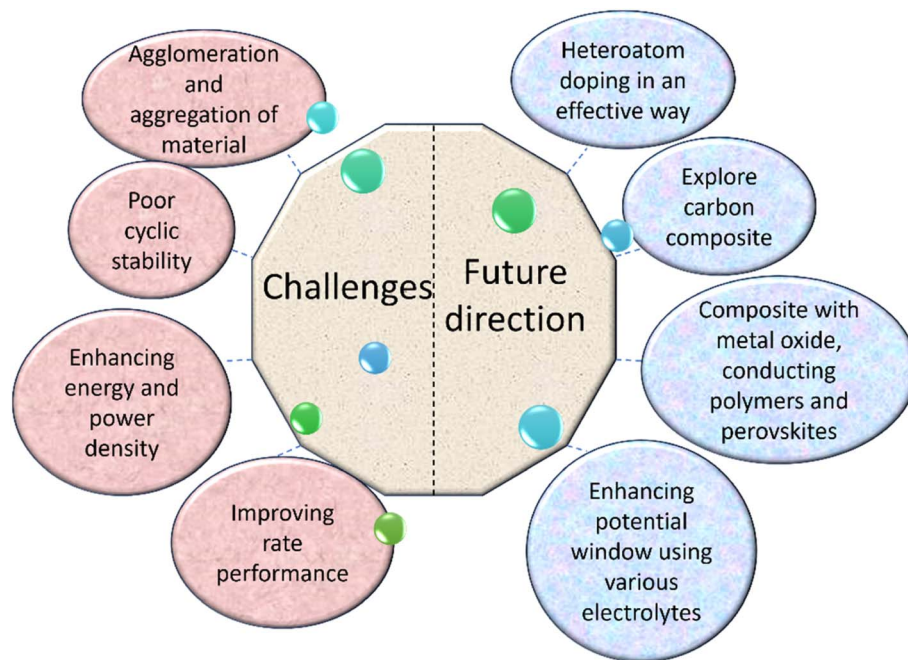 Agglomeration
and
aggregation of
material
Poor
cyclic
stability
Enhancing
energy and
power
density
Improving
rate
performance
Challenges
Future
direction
Heteroatom
doping in an
effective way
Explore
carbon
composite
Composite with
metal oxide,
conducting
polymers and
perovskites
Enhancing
potential
window using
various
electrolytes